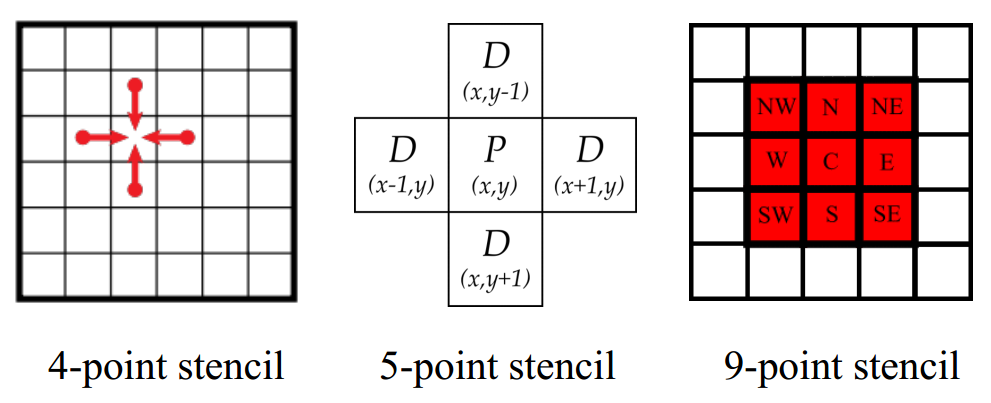 D
(x,y-1)
D
(x-1,y)
P
(x,y)
D
(x+1,y)
D
(x,y+1)
NW N NE
W C E
SW S SE
4-point stencil
5-point stencil
9-point stencil